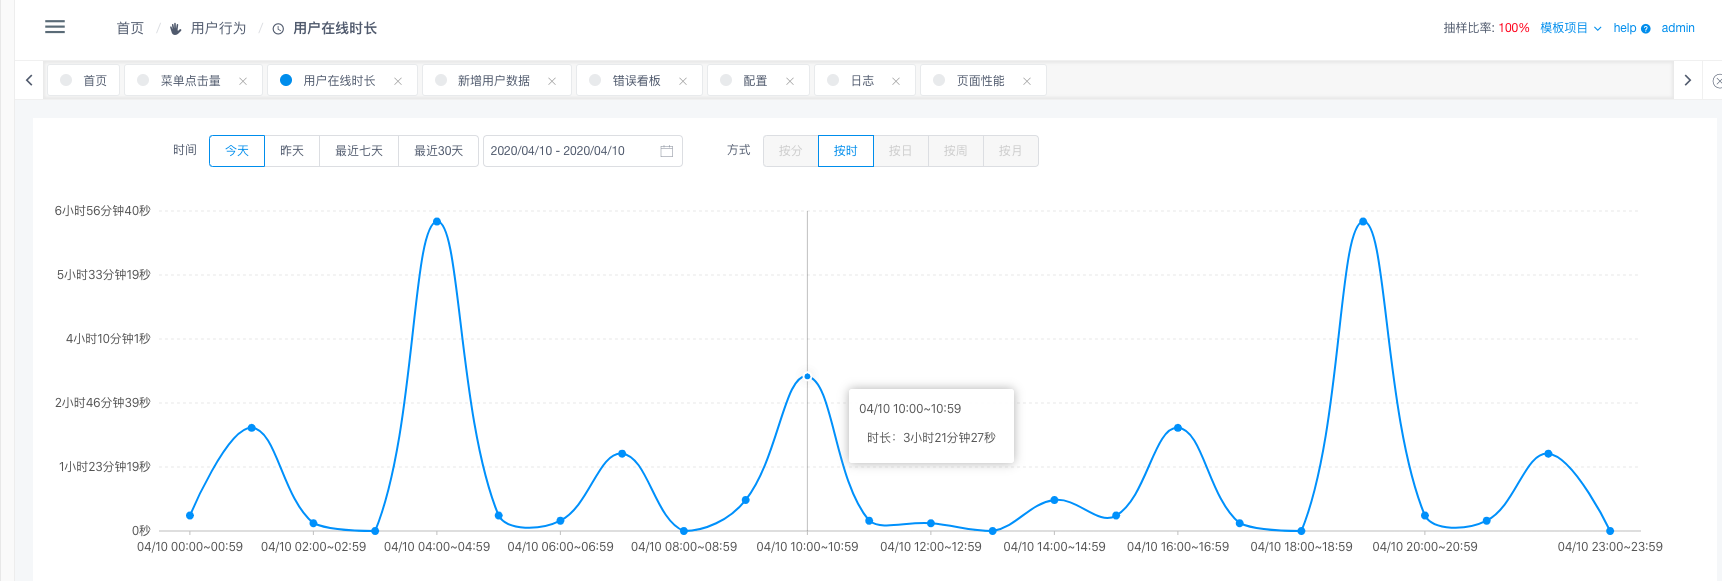 首页 / 用户行为 / 用户在线时长
抽样比率: 100% 模板项目 help ? admin
首页 菜单点击量 用户在线时长 新增用户数据 错误看板 配置 日志 页面性能
时间 今天 昨天 最近七天 最近30天 2020/04/10 - 2020/04/10 方式 按分 按时 按日 按周 按月
6小时56分钟40秒
5小时33分钟19秒
4小时10分钟1秒
2小时46分钟39秒
1小时23分钟19秒
0秒
04/10 10:00~10:59
时长: 3小时21分钟27秒
04/10 00:00~00:59 04/10 02:00~02:59 04/10 04:00~04:59 04/10 06:00~06:59 04/10 08:00~08:59 04/10 10:00~10:59 04/10 12:00~12:59 04/10 14:00~14:59 04/10 16:00~16:59 04/10 18:00~18:59 04/10 20:00~20:59 04/10 23:00~23:59